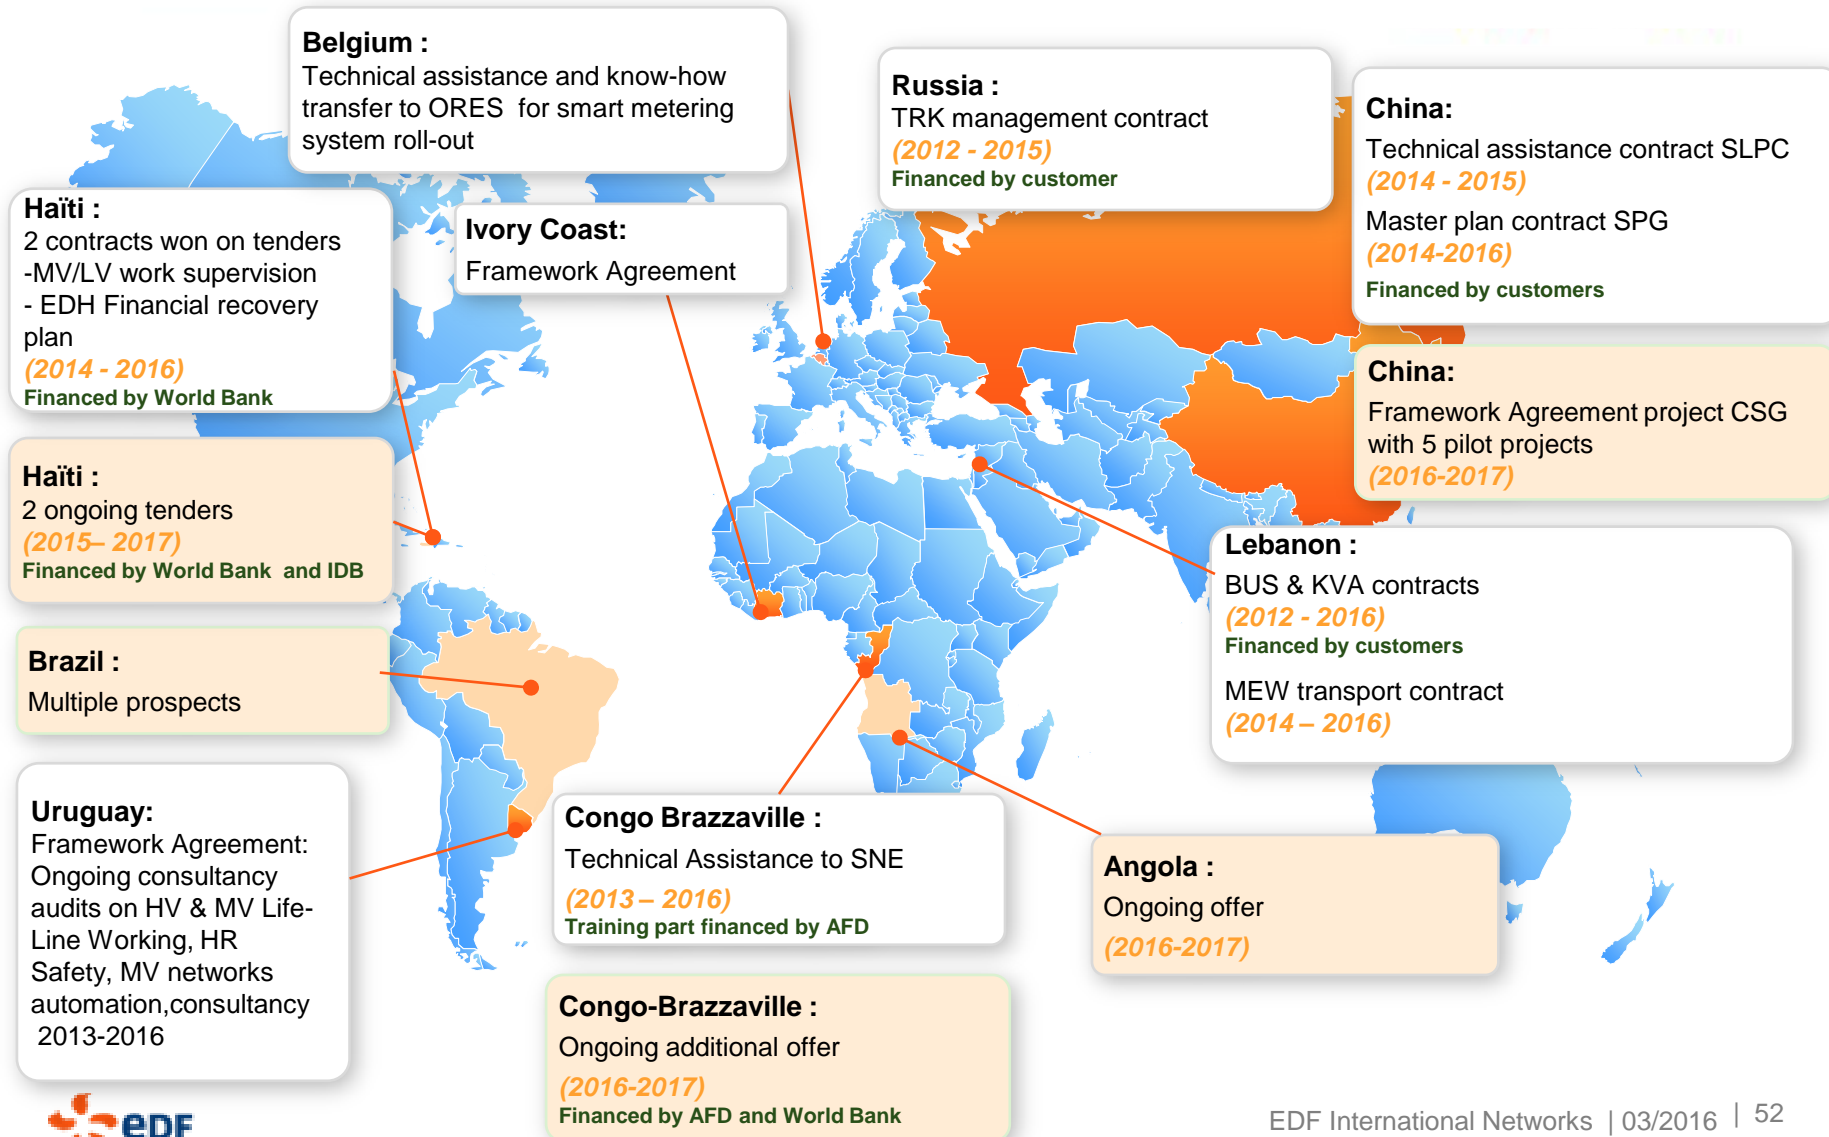 Belgium :
Technical assistance and know-how
transfer to ORES for smart metering
system roll-out
Russia :
TRK management contract
(2012 - 2015)
Financed by customer
China:
Technical assistance contract SLPC
(2014 - 2015)
Master plan contract SPG
(2014-2016)
Financed by customers
Haïti :
2 contracts won on tenders
-MV/LV work supervision
- EDH Financial recovery
plan
(2014 - 2016)
Financed by World Bank
Ivory Coast:
Framework Agreement
China:
Framework Agreement project CSG
with 5 pilot projects
(2016-2017)
Haïti :
2 ongoing tenders
(2015– 2017)
Financed by World Bank and IDB
Lebanon :
BUS & KVA contracts
(2012 - 2016)
Financed by customers
MEW transport contract
(2014 – 2016)
Brazil :
Multiple prospects
Uruguay:
Framework Agreement:
Ongoing consultancy
audits on HV & MV Life-
Line Working, HR
Safety, MV networks
automation,consultancy
2013-2016
Congo Brazzaville :
Technical Assistance to SNE
(2013 – 2016)
Training part financed by AFD
Angola :
Ongoing offer
(2016-2017)
Congo-Brazzaville :
Ongoing additional offer
(2016-2017)
Financed by AFD and World Bank
eDF
EDF International Networks | 03/2016 | 52